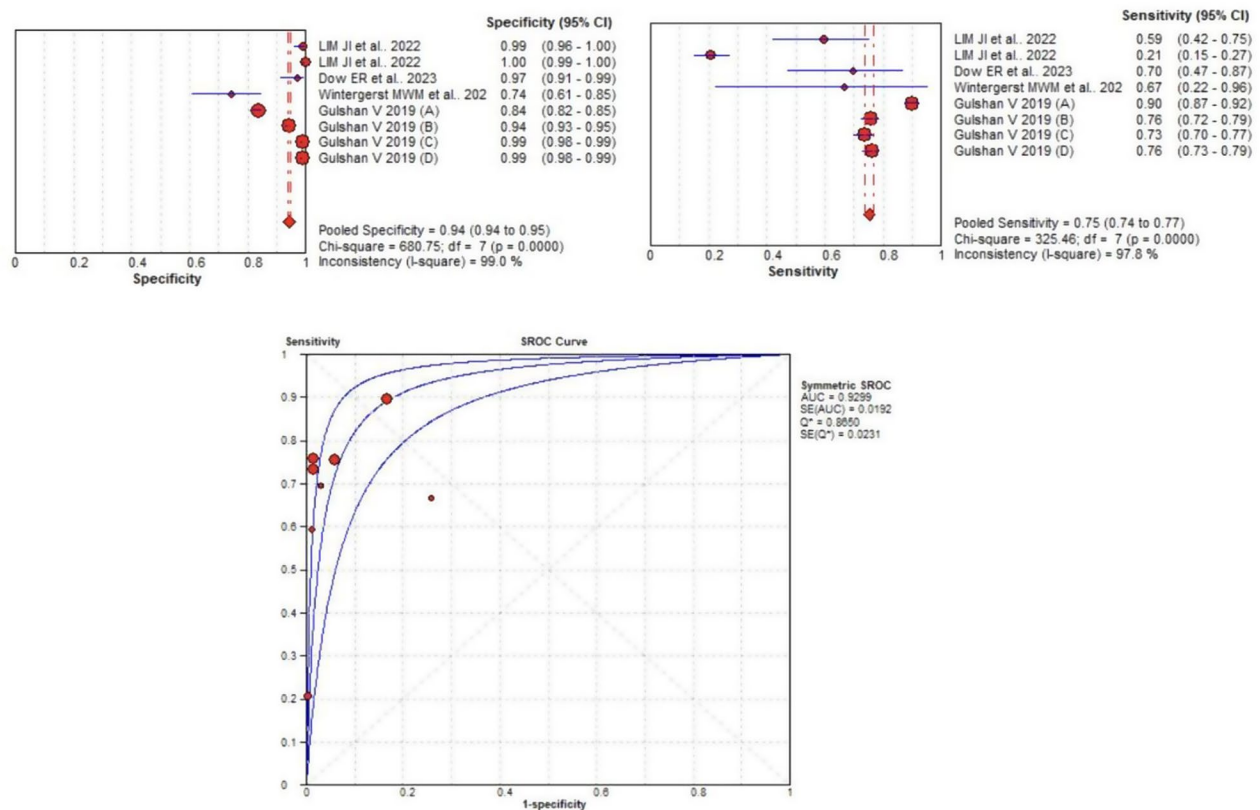 Specificity (95% CI)
LIM JI et al.. 2022 0.99 (0.96 - 1.00)
LIM JI et al.. 2022 1.00 (0.99 - 1.00)
Dow ER et al.. 2023 0.97 (0.91 - 0.99)
Wintergerst MWM et al.. 202 0.74 (0.61 - 0.85)
Gulshan V 2019 (A) 0.84 (0.82 - 0.85)
Gulshan V 2019 (B) 0.94 (0.93 - 0.95)
Gulshan V 2019 (C) 0.99 (0.98 - 0.99)
Gulshan V 2019 (D) 0.99 (0.98 - 0.99)
Pooled Specificity = 0.94 (0.94 to 0.95)
Chi-square = 680.75; df = 7 (p = 0.0000)
Inconsistency (I-square) = 99.0 %
0 0.2 0.4 0.6 0.8 1
Specificity
Sensitivity (95% CI)
LIM JI et al.. 2022 0.59 (0.42 - 0.75)
LIM JI et al.. 2022 0.21 (0.15 - 0.27)
Dow ER et al.. 2023 0.70 (0.47 - 0.87)
Wintergerst MWM et al.. 202 0.67 (0.22 - 0.96)
Gulshan V 2019 (A) 0.90 (0.87 - 0.92)
Gulshan V 2019 (B) 0.76 (0.72 - 0.79)
Gulshan V 2019 (C) 0.73 (0.70 - 0.77)
Gulshan V 2019 (D) 0.76 (0.73 - 0.79)
Pooled Sensitivity = 0.75 (0.74 to 0.77)
Chi-square = 325.46; df = 7 (p = 0.0000)
Inconsistency (I-square) = 97.8 %
0 0.2 0.4 0.6 0.8 1
Sensitivity
Sensitivity SROC Curve
1
0.9
0.8
0.7
0.6
0.5
0.4
0.3
0.2
0.1
0
0 0.2 0.4 0.6 0.8 1
1-specificity
Symmetric SROC
AUC = 0.9299
SE(AUC) = 0.0192
Q* = 0.8650
SE(Q*) = 0.0231